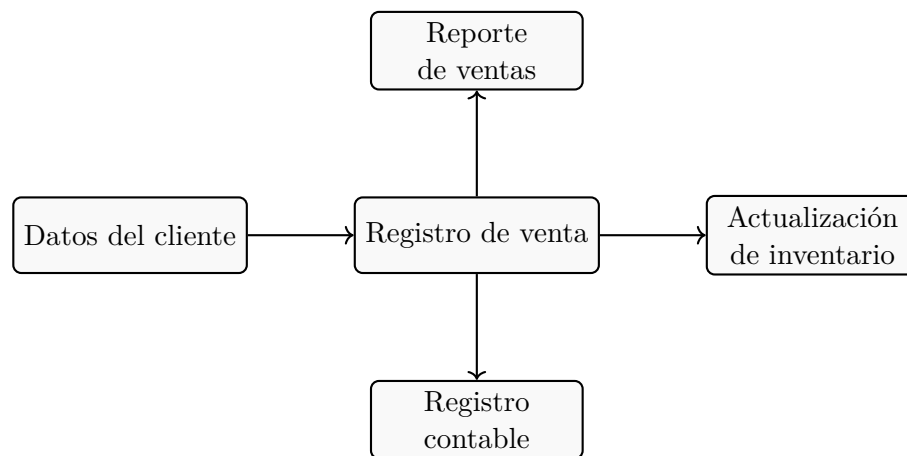 Reporte
de ventas
Datos del cliente
Registro de venta
Actualización
de inventario
Registro
contable